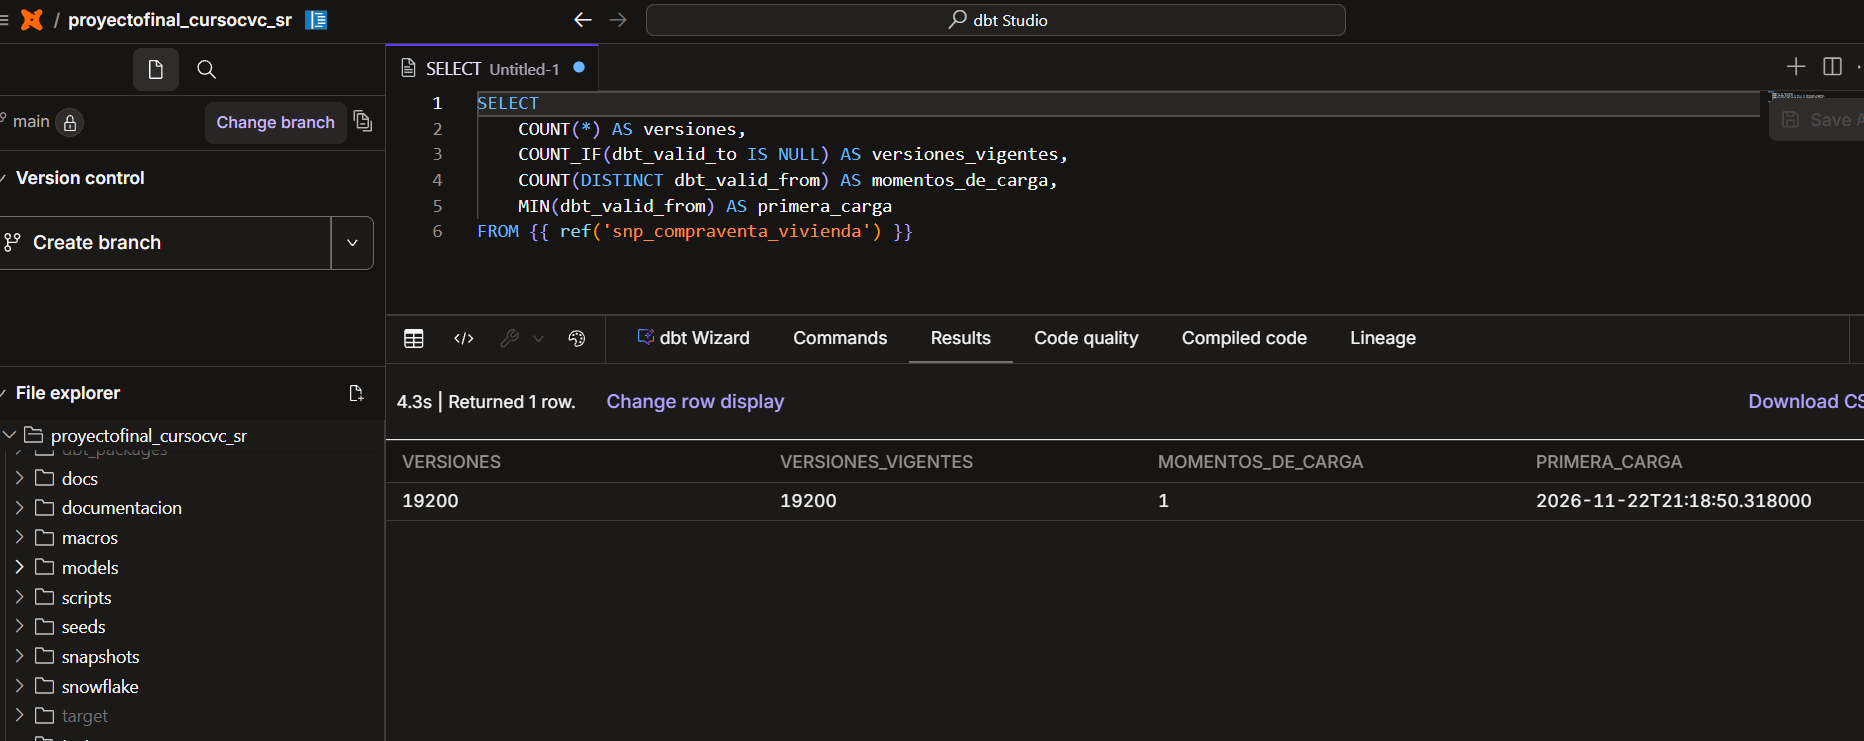 / proyectofinal_cursocvc_sr
dbt Studio
SELECT Untitled-1
main
Change branch
Save A
Version control
Create branch
1 SELECT
2 COUNT(*) AS versiones,
3 COUNT_IF(dbt_valid_to IS NULL) AS versiones_vigentes,
4 COUNT(DISTINCT dbt_valid_from) AS momentos_de_carga,
5 MIN(dbt_valid_from) AS primera_carga
6 FROM {{ ref('snp_compraventa_vivienda') }}
dbt Wizard Commands Results Code quality Compiled code Lineage
File explorer
4.3s | Returned 1 row. Change row display Download CS
proyectofinal_cursocvc_sr
dbt_packages
docs
documentacion
macros
models
scripts
seeds
snapshots
snowflake
target
VERSIONES VERSIONES_VIGENTES MOMENTOS_DE_CARGA PRIMERA_CARGA
19200 19200 1 2026-11-22T21:18:50.318000